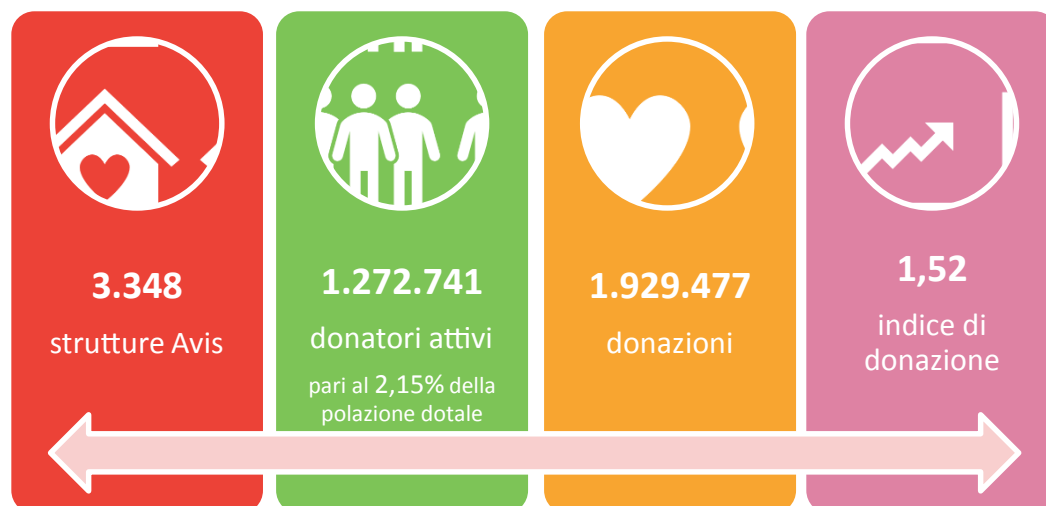 3.348
strutture Avis
1.272.741
donatori attivi
pari al 2,15% della
polazione dotale
1.929.477
donazioni
1,52
indice di
donazione